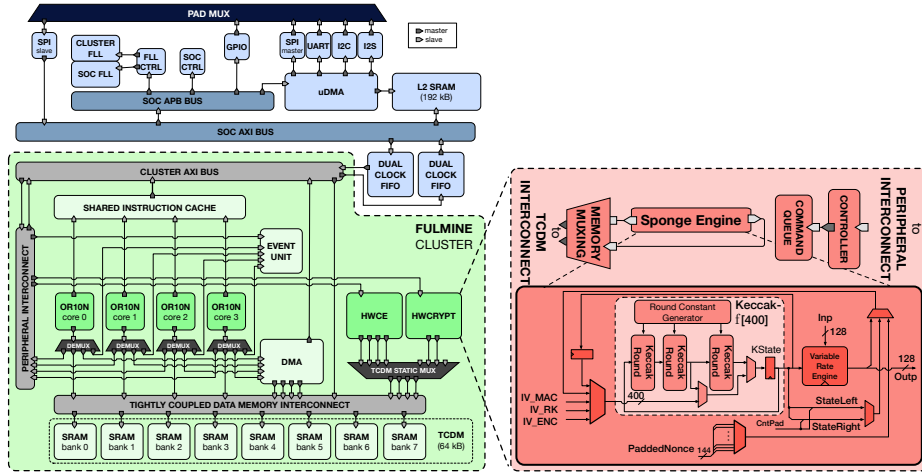 PAD MUX
SPI
slave
CLUSTER
FLL
SOC FLL
FLL
CTRL
SOC
CTRL
GPIO
SPI
master
UART
I2C
I2S
master
slave
uDMA
L2 SRAM
(192 kB)
SOC APB BUS
SOC AXI BUS
CLUSTER AXI BUS
DUAL
CLOCK
FIFO
DUAL
CLOCK
FIFO
SHARED INSTRUCTION CACHE
FULMINE
CLUSTER
EVENT
UNIT
PERIPHERAL INTERCONNECT
OR10N
core 0
OR10N
core 1
OR10N
core 2
OR10N
core 3
DEMUX
DEMUX
DEMUX
DEMUX
DMA
HWCE
HWCRYPT
TCDM STATIC MUX
TIGHTLY COUPLED DATA MEMORY INTERCONNECT
SRAM
bank 0
SRAM
bank 1
SRAM
bank 2
SRAM
bank 3
SRAM
bank 4
SRAM
bank 5
SRAM
bank 6
SRAM
bank 7
TCDM
(64 kB)
to
TCDM
INTERCONNECT
MEMORY
MUXING
Sponge Engine
COMMAND
QUEUE
CONTROLLER
to
PERIPHERAL
INTERCONNECT
Round Constant
Generator
Keccak-
f[400]
Keccak
Round
Keccak
Round
Keccak
Round
KState
400
Inp
128
Variable
Rate
Engine
128
Outp
IV_MAC
IV_RK
IV_ENC
StateLeft
CntPad
StateRight
PaddedNonce
144